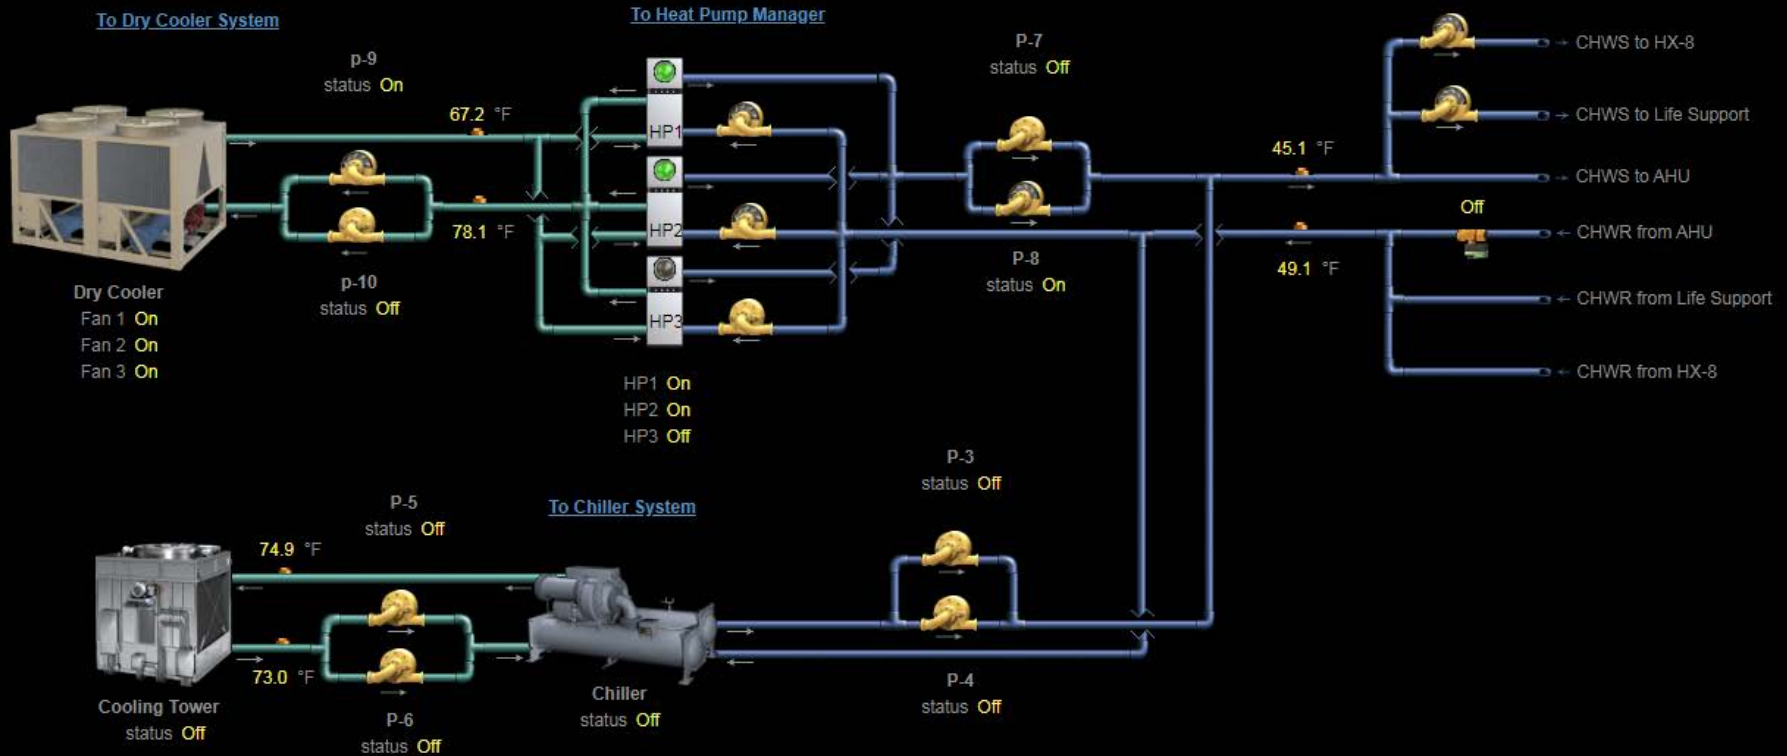 To Dry Cooler System
To Heat Pump Manager
p-9
status On
P-7
status Off
CHWS to HX-8
67.2 °F
HP1
CHWS to Life Support
45.1 °F
CHWS to AHU
Off
78.1 °F
HP2
CHWR from AHU
P-8
status On
49.1 °F
p-10
status Off
Dry Cooler
Fan 1 On
Fan 2 On
Fan 3 On
HP3
CHWR from Life Support
CHWR from HX-8
HP1 On
HP2 On
HP3 Off
P-3
status Off
P-5
status Off
To Chiller System
74.9 °F
73.0 °F
Cooling Tower
status Off
P-6
status Off
Chiller
status Off
P-4
status Off